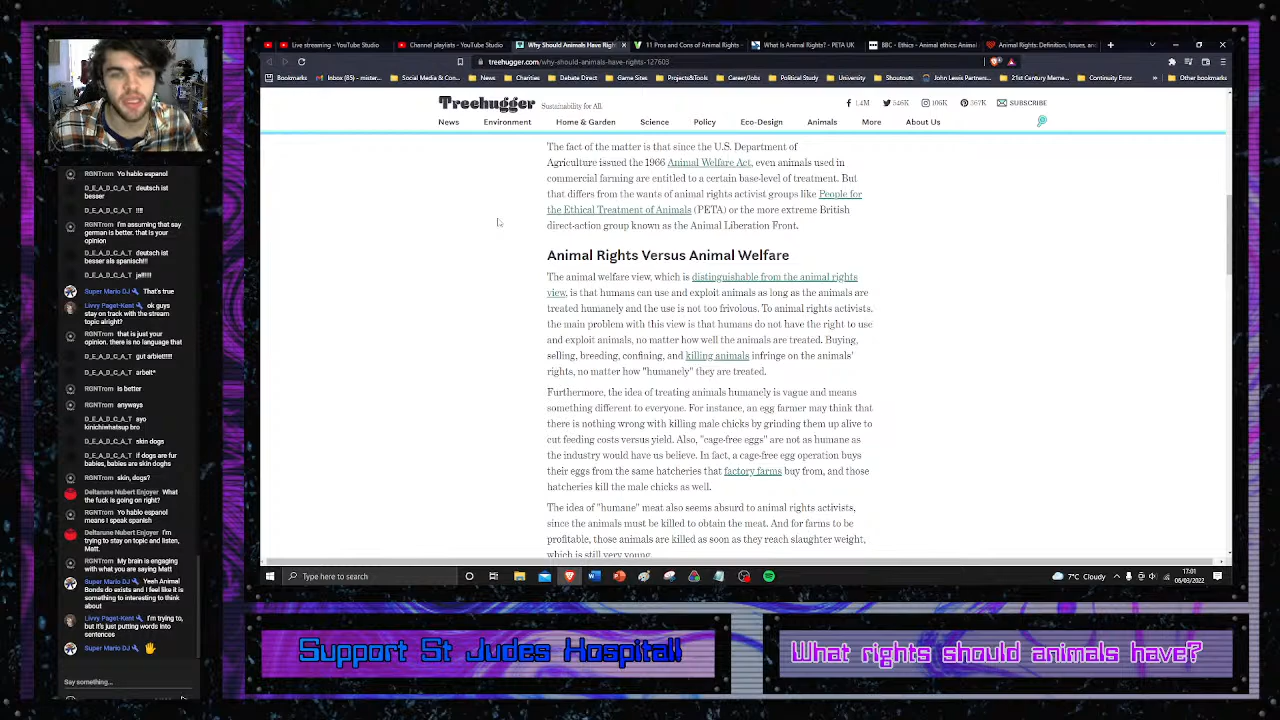 Live streaming - YouTube Studio
Channel playlists - YouTube Studio
Why Should Animals Have Righ
11 Pros and Cons of Animal Rights -
What Is Animal Rights? - PETA UK
BBC - Ethics - Animal ethics: Animal
Animal Rights: Definition, Issues, an
treehugger.com/why-should-animals-have-rights-127603
Bookmarks
Inbox (85) - mister...
Social Media & Co...
News
Charities
Debates
Research
Game Sites
Projects&Tools
University/Jobs
Political Study/
University
Scouts
John Lewis Partners...
21st Century Meme...
Continuity Error
Other bookmarks
Treehugger Sustainability for All.
1.4M
546K
106K
367K
SUBSCRIBE
News Environment Home & Garden Science Policy Eco-Design Animals More About Us
The fact of the matter is that since the U.S. Department of
Agriculture issued the 1966 Animal Welfare Act, even animals used in
commercial farming are entitled to a certain base-level of treatment. But
that differs from the wants of animal rights activist groups like People for
the Ethical Treatment of Animals (PETA) or the more extreme British
direct-action group known as the Animal Liberation Front.
Animal Rights Versus Animal Welfare
The animal welfare view, which is distinguishable from the animal rights
view, is that humans can use and exploit animals as long as the animals are
treated humanely and the use is not too frivolous. To animal rights activists,
the main problem with this view is that humans do not have the right to use
and exploit animals, no matter how well the animals are treated. Buying,
selling, breeding, confining, and killing animals infringe on the animals'
rights, no matter how "humanely" they are treated.
Furthermore, the idea of treating animals humanely is vague and means
something different to everyone. For instance, an egg farmer may think that
there is nothing wrong with killing male chicks by grinding them up alive to
cut feeding costs versus yield. Also, "cage-free eggs" are not as humane as
the industry would have us believe. In fact, a cage-free egg operation buys
their eggs from the same hatcheries that factory farms buy from, and those
hatcheries kill the male chicks as well.
The idea of "humane" meat also seems absurd to animal rights activists,
since the animals must be killed to obtain the meat. And for farms to be
profitable, those animals are killed as soon as they reach slaughter weight,
which is still very young.
Type here to search
7°C Cloudy
17:01
05/03/2022
RGNTrom Yo hablo espanol
D_E_A_D_C_A_T deutsch ist
besser
D_E_A_D_C_A_T !!!!
RGNTrom I'm assuming that say
german is better. that is your
opinion
D_E_A_D_C_A_T deutsch ist
besser als spanisch!!!
D_E_A_D_C_A_T ja!!!!!!
Super Mario DJ That's true
Livvy Paget-Kent ok guys
stay on track with the stream
topic alright?
RGNTrom that is just your
opinion. there is no language that
D_E_A_D_C_A_T gut arbiet!!!!!
D_E_A_D_C_A_T arbeit*
RGNTrom is better
RGNTrom anyways
D_E_A_D_C_A_T ayo
kinichiwhatsup bro
D_E_A_D_C_A_T skin dogs
D_E_A_D_C_A_T if dogs are fur
babies, babies are skin doghs
RGNTrom skin, dogs?
Deltarune Nubert Enjoyer What
the fuck is going on right?
RGNTrom Yo hablo espanol
means I speak spanish
Deltarune Nubert Enjoyer I'm
trying to stay on topic and listen,
Matt.
RGNTrom My brain is engaging
with what you are saying Matt
Super Mario DJ Yeah Animal
Bonds do exists and I feel like it is
something to interesting to think
about
Livvy Paget-Kent I'm trying to,
but it's just putting words into
sentences
Super Mario DJ
Say something...
Support St Judes Hospital!
What rights should animals have?